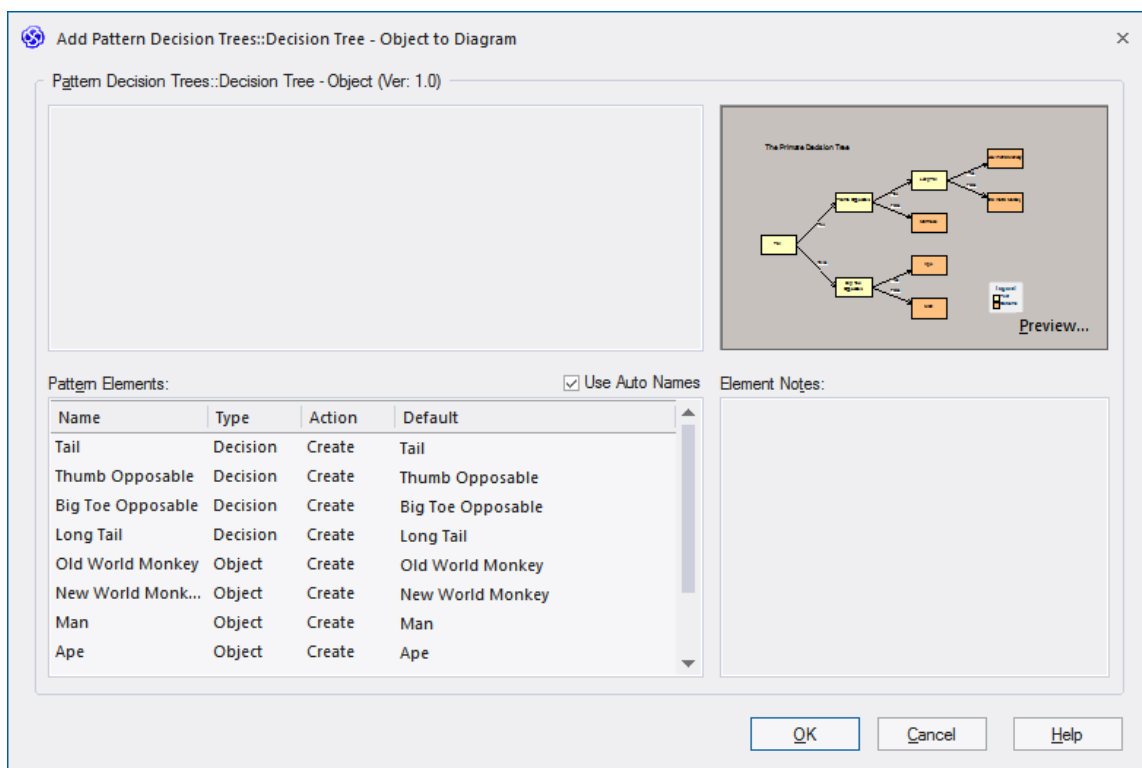 Add Pattern Decision Trees::Decision Tree - Object to Diagram
Pattern Decision Trees::Decision Tree - Object (Ver: 1.0)
The Primate Decision Tree
Preview...
Pattern Elements:
Use Auto Names
Element Notes:
Name Type Action Default
Tail Decision Create Tail
Thumb Opposable Decision Create Thumb Opposable
Big Toe Opposable Decision Create Big Toe Opposable
Long Tail Decision Create Long Tail
Old World Monkey Object Create Old World Monkey
New World Monk... Object Create New World Monkey
Man Object Create Man
Ape Object Create Ape
OK Cancel Help